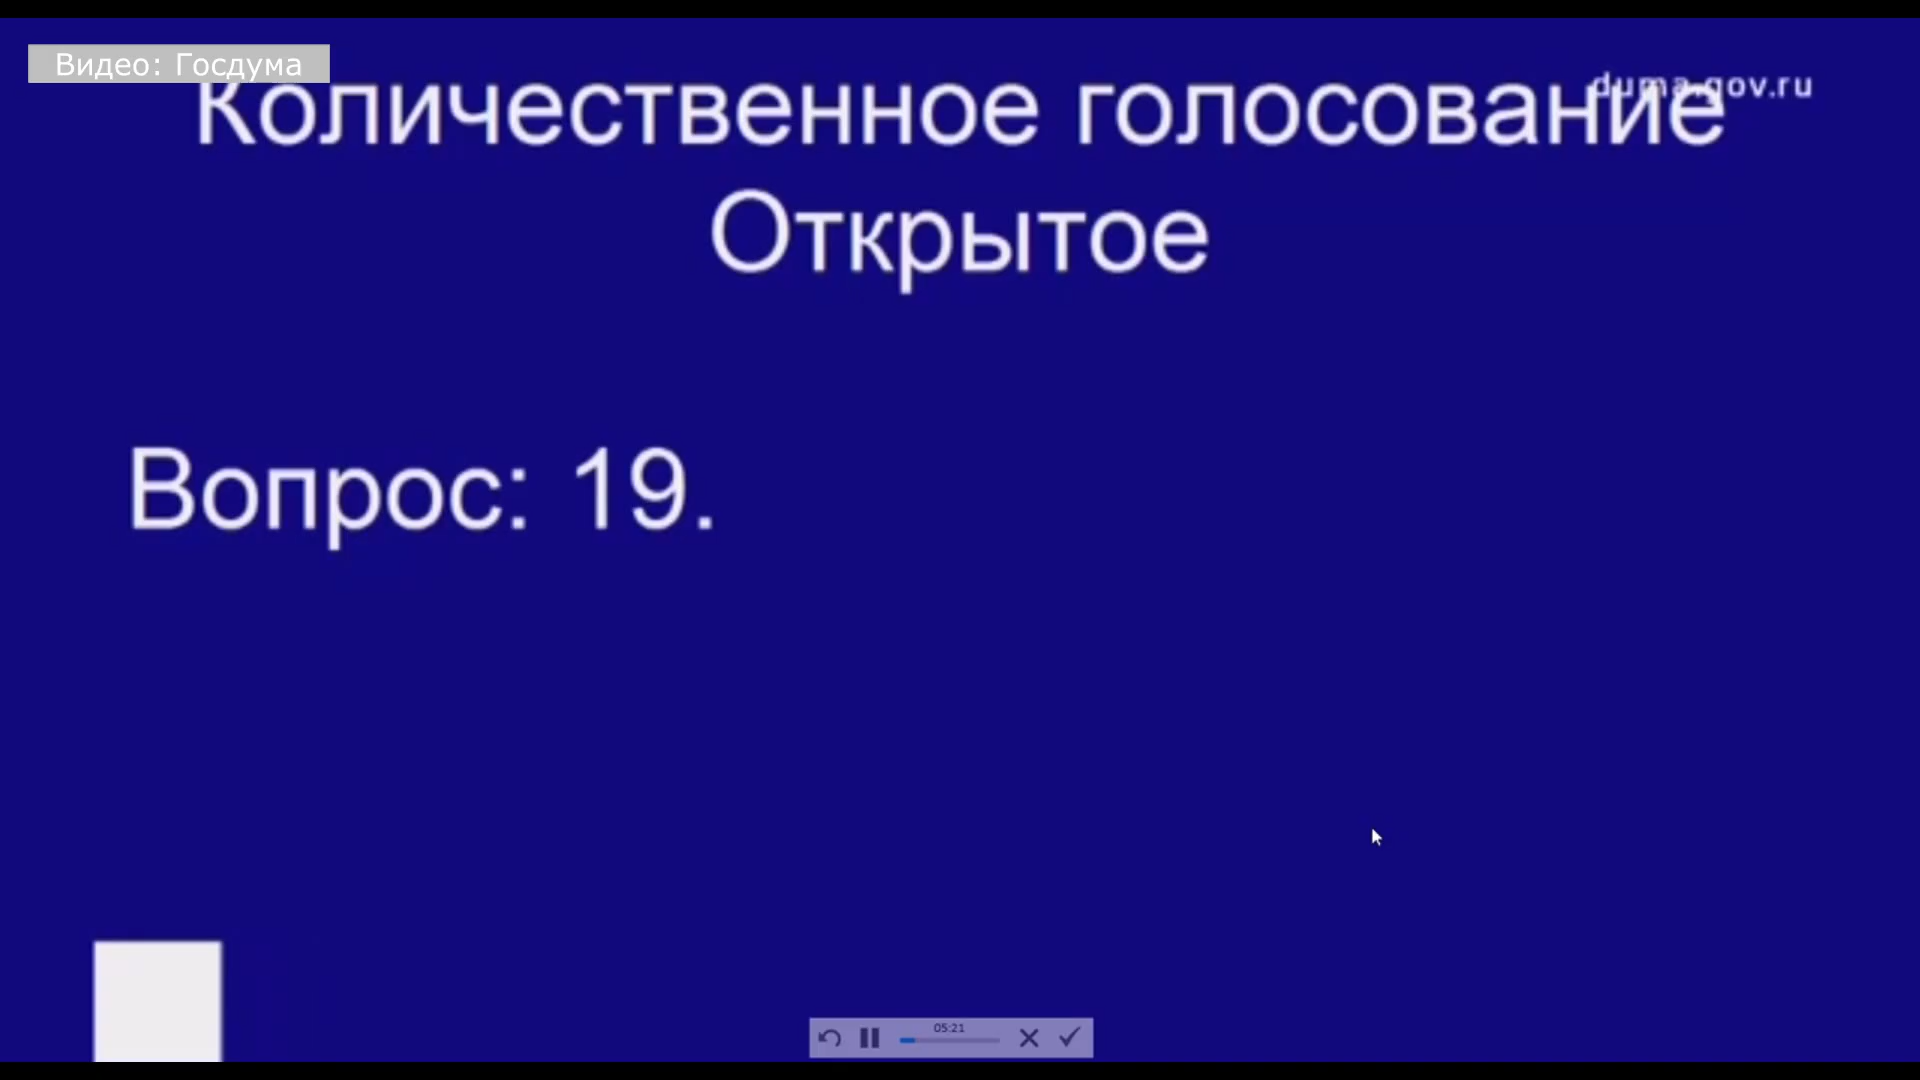 Видео: Госдума
duma.gov.ru
Количественное голосование
Открытое
Вопрос: 19.
05:21